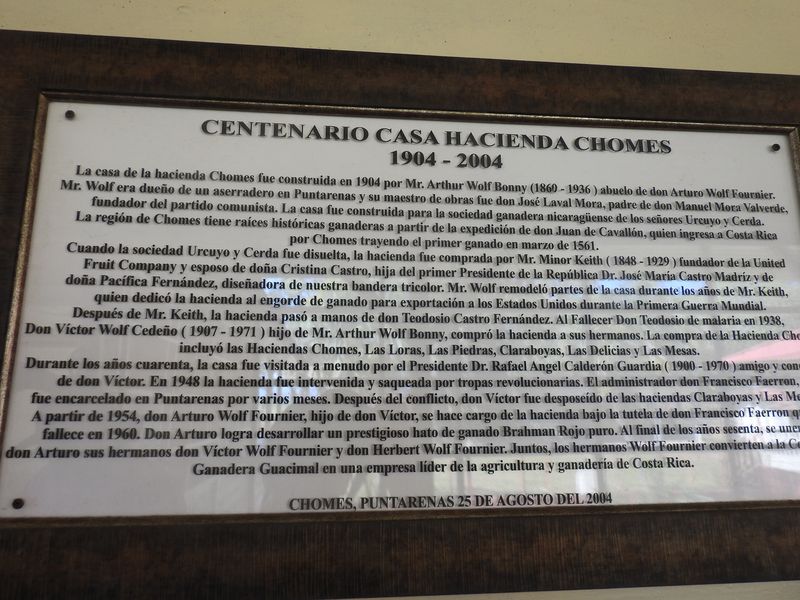 CENTENARIO CASA HACIENDA CHOMES
1904 - 2004
La casa de la hacienda Chomes fue construida en 1904 por Mr. Arthur Wolf Bonny (1860 - 1936 ) abuelo de don Arturo Wolf Fournier.
Mr. Wolf era dueño de un aserradero en Puntarenas y su maestro de obras fue don José Laval Mora, padre de don Manuel Mora Valverde,
fundador del partido comunista. La casa fue construida para la sociedad ganadera nicaragüense de los señores Urcuyo y Cerda.
La región de Chomes tiene raíces históricas ganaderas a partir de la expedición de don Juan de Cavallón, quien ingresa a Costa Rica
por Chomes trayendo el primer ganado en marzo de 1561.
Cuando la sociedad Urcuyo y Cerda fue disuelta, la hacienda fue comprada por Mr. Minor Keith ( 1848 - 1929 ) fundador de la United
Fruit Company y esposo de doña Cristina Castro, hija del primer Presidente de la República Dr. José María Castro Madríz y de
doña Pacífica Fernández, diseñadora de nuestra bandera tricolor. Mr. Wolf remodeló partes de la casa durante los años de Mr. Keith,
quien dedicó la hacienda al engorde de ganado para exportación a los Estados Unidos durante la Primera Guerra Mundial.
Después de Mr. Keith, la hacienda pasó a manos de don Teodosio Castro Fernández. Al Fallecer Don Teodosio de malaria en 1938,
Don Víctor Wolf Cedeño ( 1907 - 1971 ) hijo de Mr. Arthur Wolf Bonny, compró la hacienda a sus hermanos. La compra de la Hacienda Cho
incluyó las Haciendas Chomes, Las Loras, Las Piedras, Claraboyas, Las Delicias y Las Mesas.
Durante los años cuarenta, la casa fue visitada a menudo por el Presidente Dr. Rafael Angel Calderón Guardia ( 1900 - 1970 ) amigo y con
de don Víctor. En 1948 la hacienda fue intervenida y saqueada por tropas revolucionarias. El administrador don Francisco Faerron,
fue encarcelado en Puntarenas por varios meses. Después del conflicto, don Víctor fue desposeído de las haciendas Claraboyas y Las Me
A partir de 1954, don Arturo Wolf Fournier, hijo de don Víctor, se hace cargo de la hacienda bajo la tutela de don Francisco Faerron q
fallece en 1960. Don Arturo logra desarrollar un prestigioso hato de ganado Brahman Rojo puro. Al final de los años sesenta, se une
don Arturo sus hermanos don Víctor Wolf Fournier y don Herbert Wolf Fournier. Juntos, los hermanos Wolf Fournier convierten a la C
Ganadera Guacimal en una empresa líder de la agricultura y ganadería de Costa Rica.
CHOMES, PUNTARENAS 25 DE AGOSTO DEL 2004